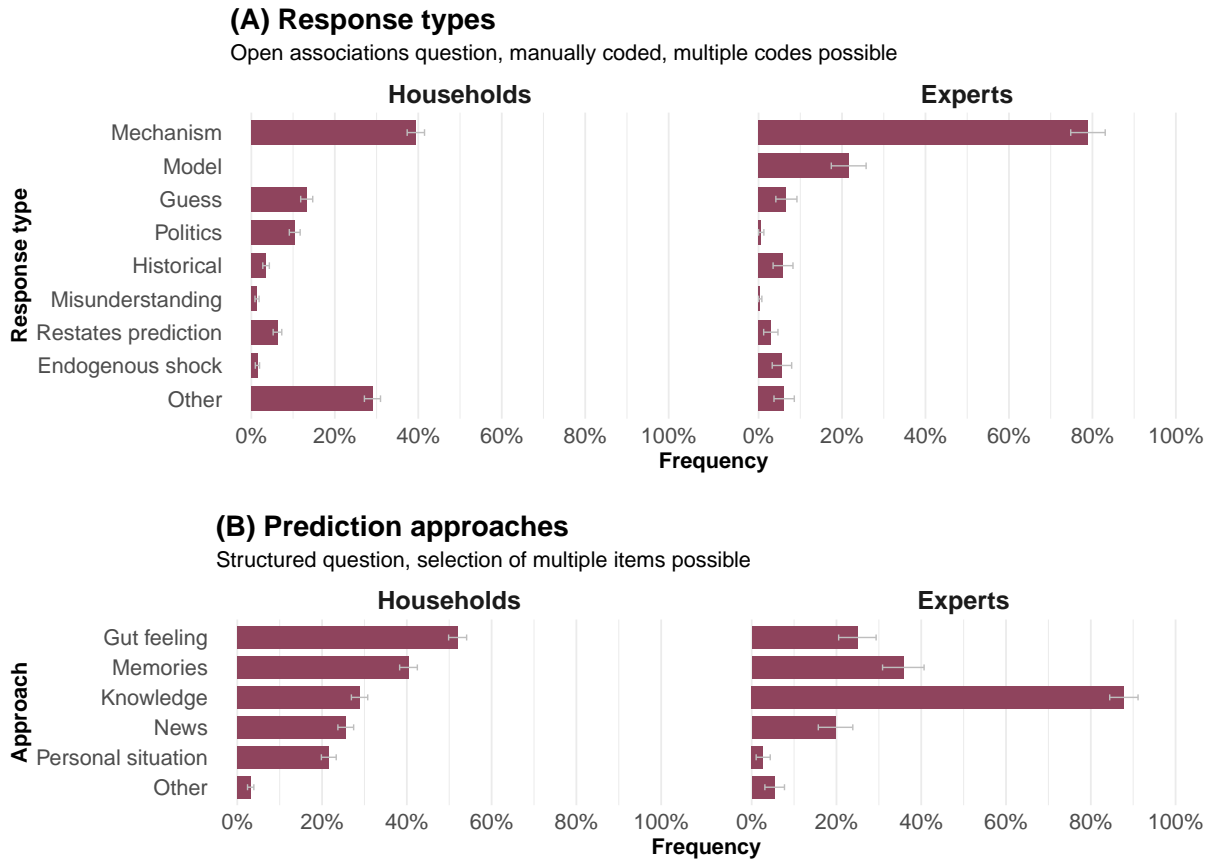 (A) Response types
Open associations question, manually coded, multiple codes possible
Households
Experts
Response type
Mechanism
Model
Guess
Politics
Historical
Misunderstanding
Restates prediction
Endogenous shock
Other
0% 20% 40% 60% 80% 100%
0% 20% 40% 60% 80% 100%
Frequency
(B) Prediction approaches
Structured question, selection of multiple items possible
Households
Experts
Approach
Gut feeling
Memories
Knowledge
News
Personal situation
Other
0% 20% 40% 60% 80% 100%
0% 20% 40% 60% 80% 100%
Frequency